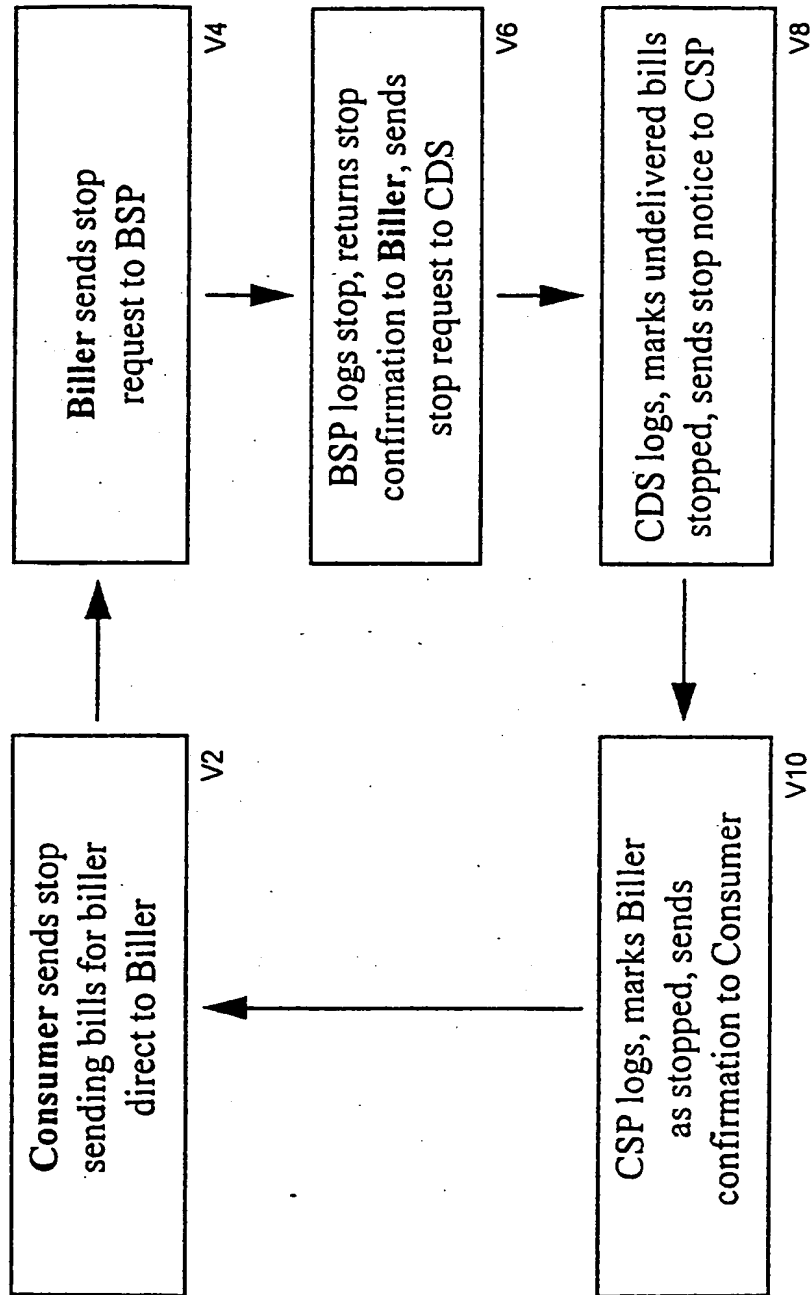 Consumer sends stop
sending bills for biller
direct to Biller
V2
Biller sends stop
request to BSP
V4
BSP logs stop, returns stop
confirmation to Biller, sends
stop request to CDS
V6
CDS logs, marks undelivered bills
stopped, sends stop notice to CSP
V8
CSP logs, marks Biller
as stopped, sends
confirmation to Consumer
V10